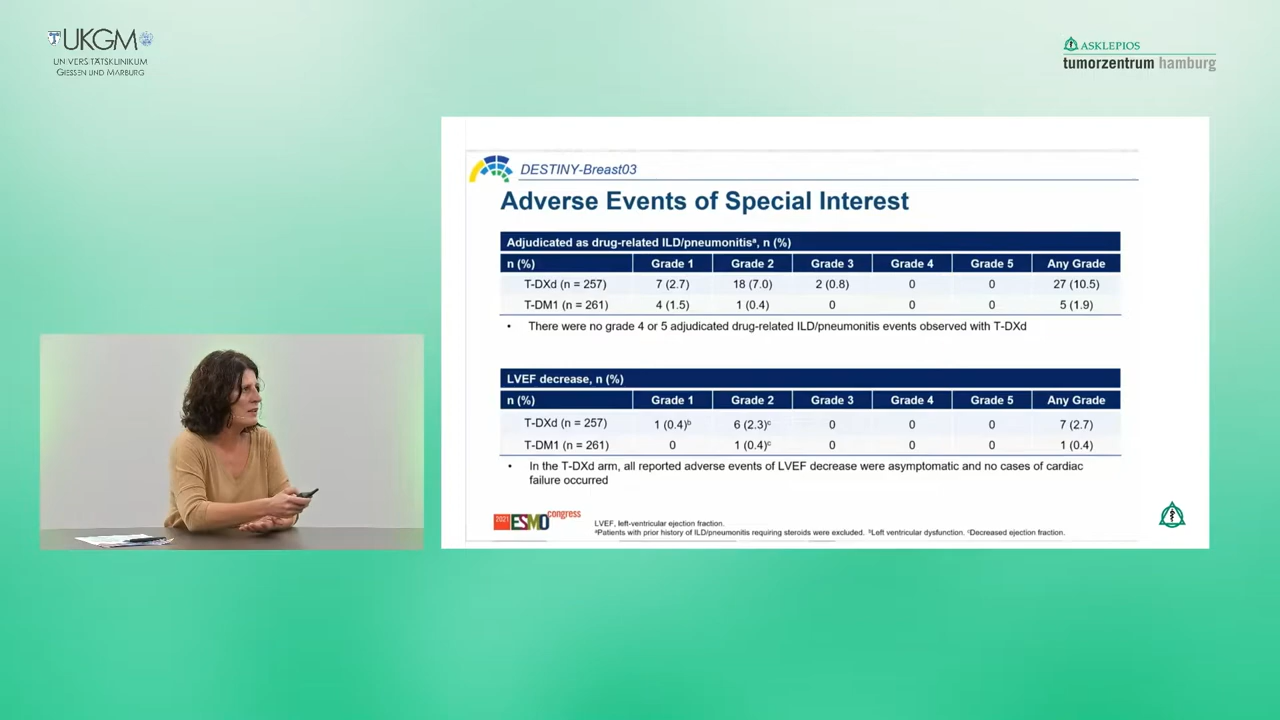 UKGM
UNIVERSITÄTSKLINIKUM
GIESSEN UND MARBURG
ASKLEPIOS
tumorzentrum hamburg
DESTINY-Breast03
Adverse Events of Special Interest
Adjudicated as drug-related ILD/pneumonitisᵃ, n (%)
n (%) Grade 1 Grade 2 Grade 3 Grade 4 Grade 5 Any Grade
T-DXd (n = 257) 7 (2.7) 18 (7.0) 2 (0.8) 0 0 27 (10.5)
T-DM1 (n = 261) 4 (1.5) 1 (0.4) 0 0 0 5 (1.9)
• There were no grade 4 or 5 adjudicated drug-related ILD/pneumonitis events observed with T-DXd
LVEF decrease, n (%)
n (%) Grade 1 Grade 2 Grade 3 Grade 4 Grade 5 Any Grade
T-DXd (n = 257) 1 (0.4)ᵇ 6 (2.3)ᶜ 0 0 0 7 (2.7)
T-DM1 (n = 261) 0 1 (0.4)ᶜ 0 0 0 1 (0.4)
• In the T-DXd arm, all reported adverse events of LVEF decrease were asymptomatic and no cases of cardiac
failure occurred
2021 ESMO congress
LVEF, left-ventricular ejection fraction.
ᵃPatients with prior history of ILD/pneumonitis requiring steroids were excluded. ᵇLeft ventricular dysfunction. ᶜDecreased ejection fraction.